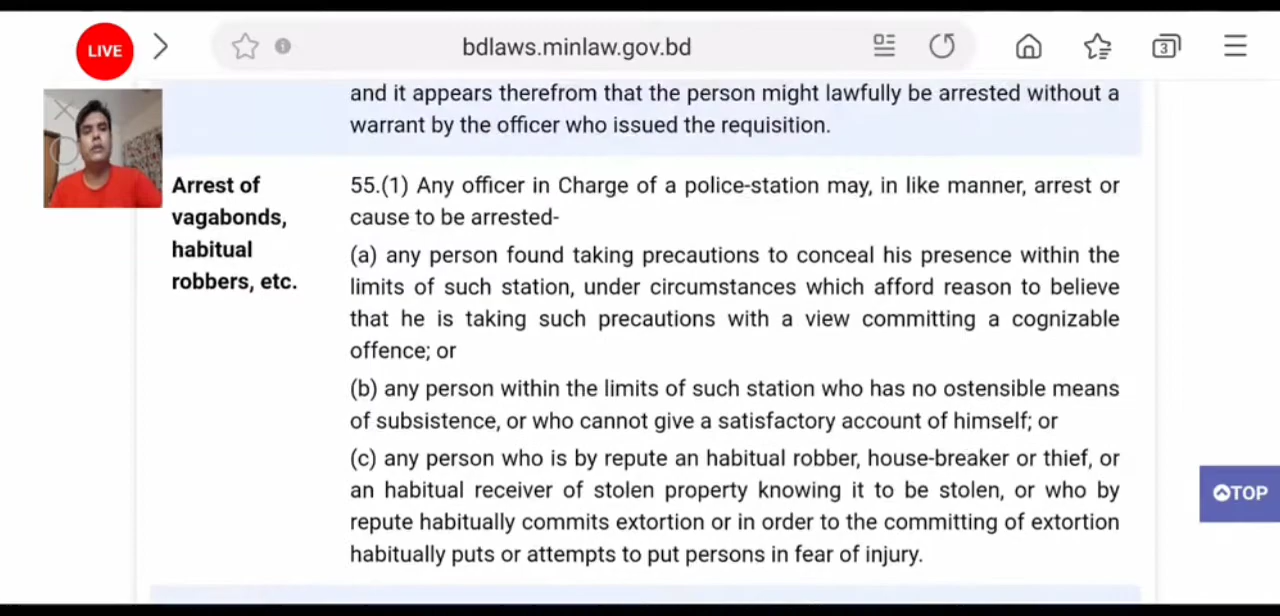 LIVE
bdlaws.minlaw.gov.bd
3
and it appears therefrom that the person might lawfully be arrested without a
warrant by the officer who issued the requisition.
Arrest of
vagabonds,
habitual
robbers, etc.
55.(1) Any officer in Charge of a police-station may, in like manner, arrest or
cause to be arrested-
(a) any person found taking precautions to conceal his presence within the
limits of such station, under circumstances which afford reason to believe
that he is taking such precautions with a view committing a cognizable
offence; or
(b) any person within the limits of such station who has no ostensible means
of subsistence, or who cannot give a satisfactory account of himself; or
(c) any person who is by repute an habitual robber, house-breaker or thief, or
an habitual receiver of stolen property knowing it to be stolen, or who by
repute habitually commits extortion or in order to the committing of extortion
habitually puts or attempts to put persons in fear of injury.
TOP